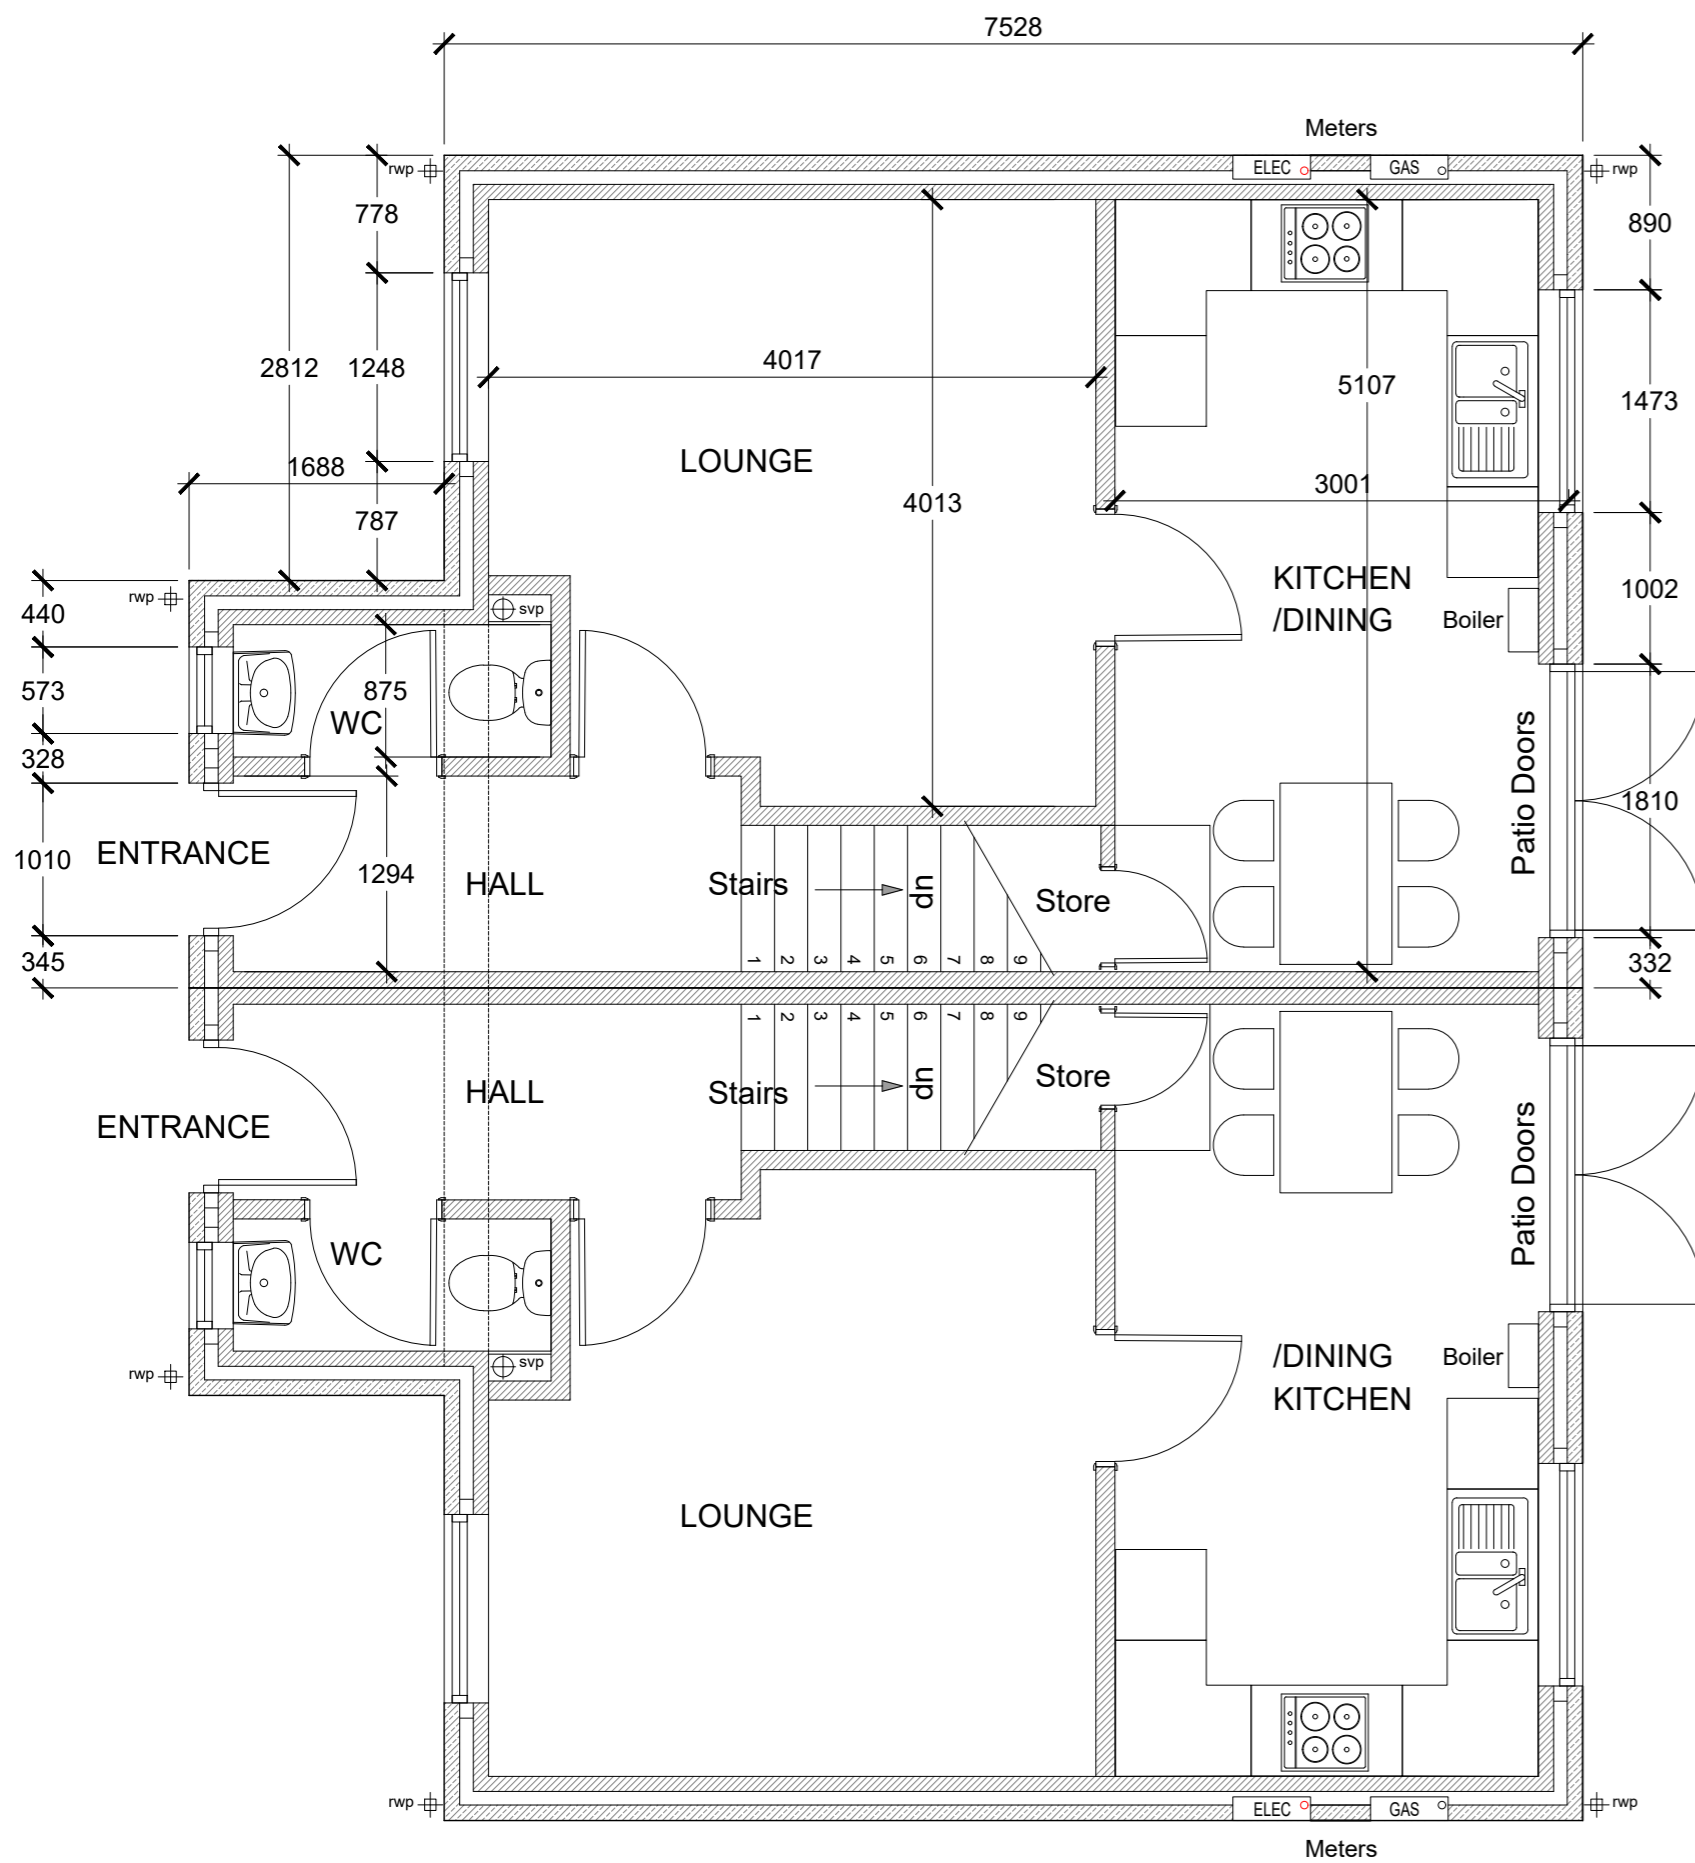 7528
Meters
rwp
ELEC
GAS
rwp
778
890
2812
1248
4017
5107
1473
LOUNGE
1688
3001
787
4013
KITCHEN
/DINING
1002
Boiler
rwp
440
svp
573
875
WC
328
Patio Doors
1810
ENTRANCE
1010
1294
HALL
Stairs
dn
up
Store
345
1
2
3
4
5
6
7
8
9
332
1
2
3
4
5
6
7
8
9
HALL
Stairs
dn
up
Store
ENTRANCE
Patio Doors
WC
rwp
svp
/DINING
KITCHEN
Boiler
LOUNGE
rwp
ELEC
GAS
rwp
Meters